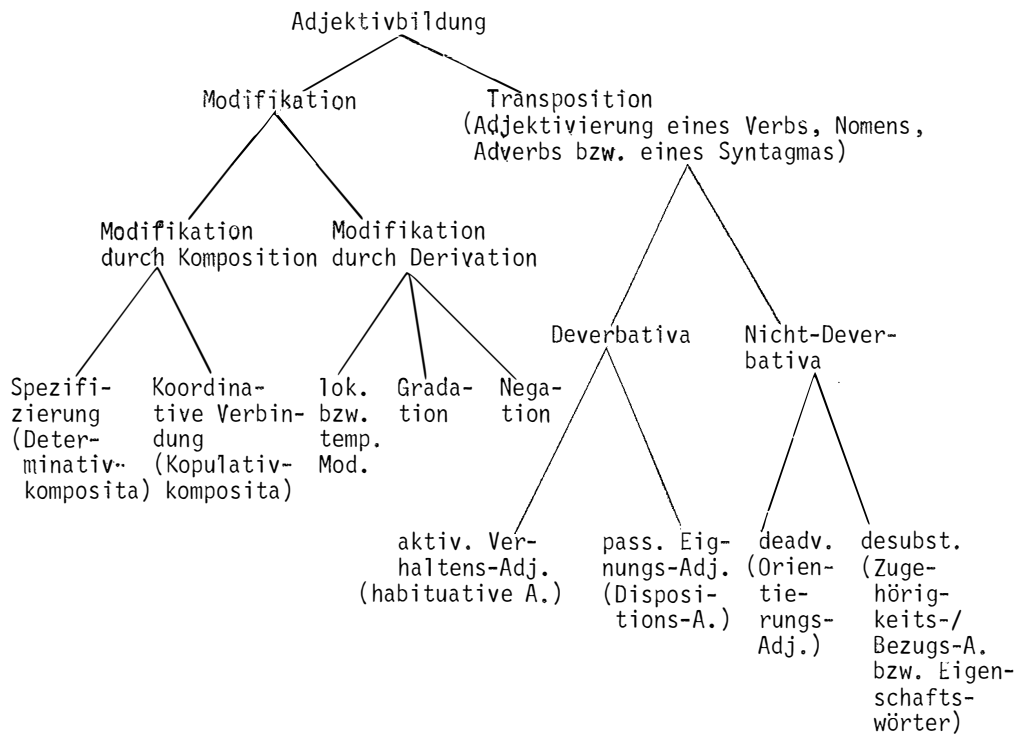 Adjektivbildung
Modifikation
Transposition
(Adjektivierung eines Verbs, Nomens,
Adverbs bzw. eines Syntagmas)
Modifikation
durch Komposition
Modifikation
durch Derivation
Deverbativa
Nicht-Dever-
bativa
Spezifi-
zierung
(Deter-
minativ-
komposita)
Koordina-
tive Verbin-
dung
(Kopulativ-
komposita)
lok.
bzw.
temp.
Mod.
Grada-
tion
Nega-
tion
aktiv. Ver-
haltens-Adj.
(habituative A.)
pass. Eig-
nungs-Adj.
(Disposi-
tions-A.)
deadv.
(Orien-
tie-
rungs-
Adj.)
desubst.
(Zuge-
hörig-
keits-/
Bezugs-A.
bzw. Eigen-
schafts-
wörter)